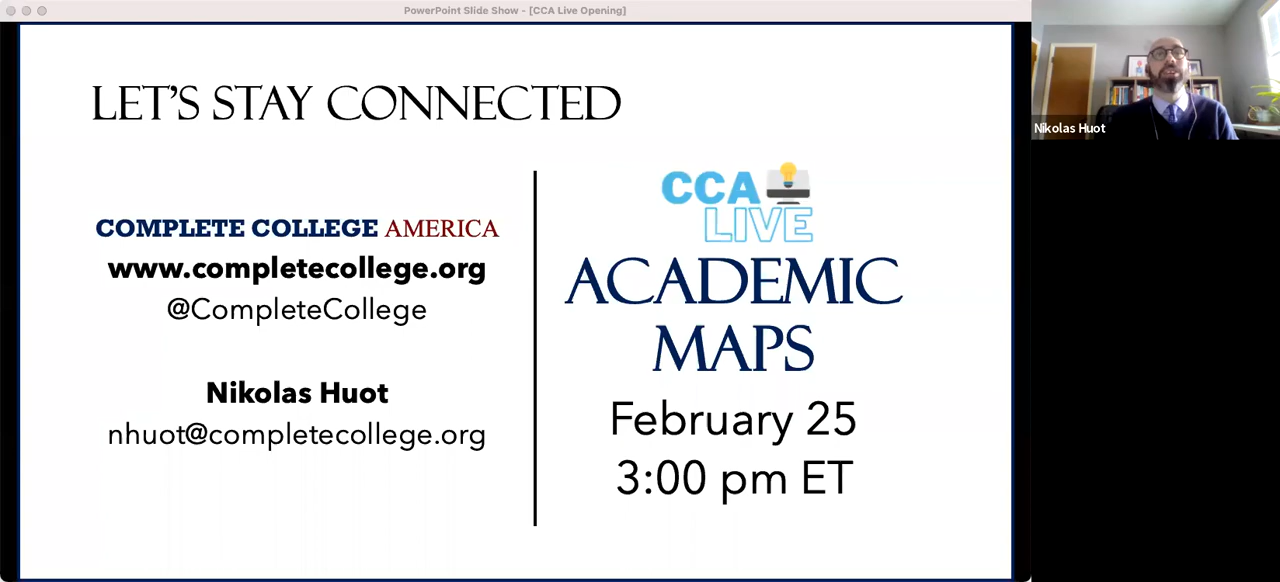 PowerPoint Slide Show - [CCA Live Opening]
LET'S STAY CONNECTED
COMPLETE COLLEGE AMERICA
www.completecollege.org
@CompleteCollege
Nikolas Huot
nhuot@completecollege.org
CCA
LIVE
ACADEMIC
MAPS
February 25
3:00 pm ET
Nikolas Huot